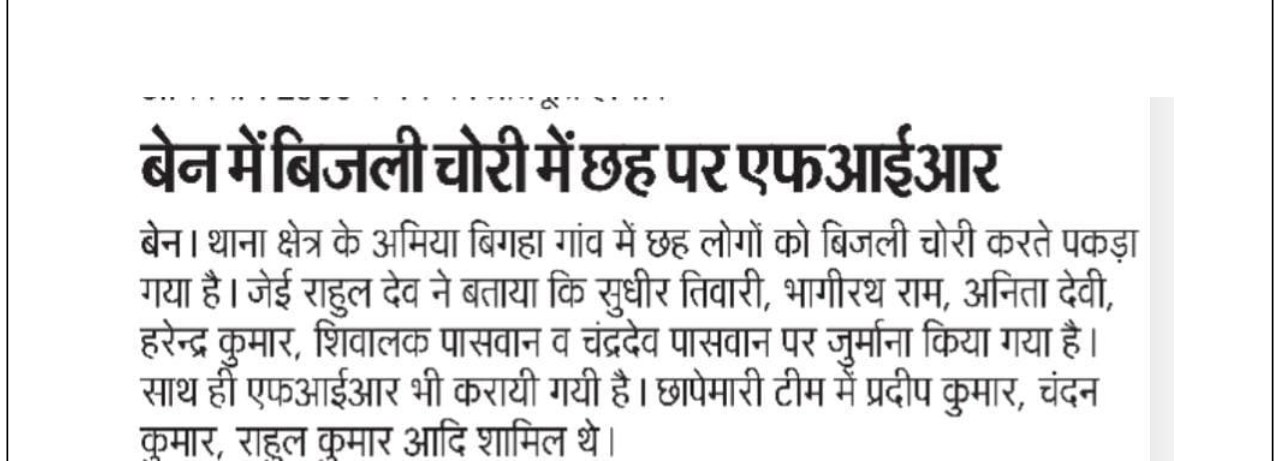 बेन में बिजली चोरी में छह पर एफआईआर
बेन। थाना क्षेत्र के अमिया बिगहा गांव में छह लोगों को बिजली चोरी करते पकड़ा
गया है। जेई राहुल देव ने बताया कि सुधीर तिवारी, भागीरथ राम, अनिता देवी,
हरेन्द्र कुमार, शिवालक पासवान व चंद्रदेव पासवान पर जुर्माना किया गया है।
साथ ही एफआईआर भी करायी गयी है। छापेमारी टीम में प्रदीप कुमार, चंदन
कुमार, राहुल कुमार आदि शामिल थे।